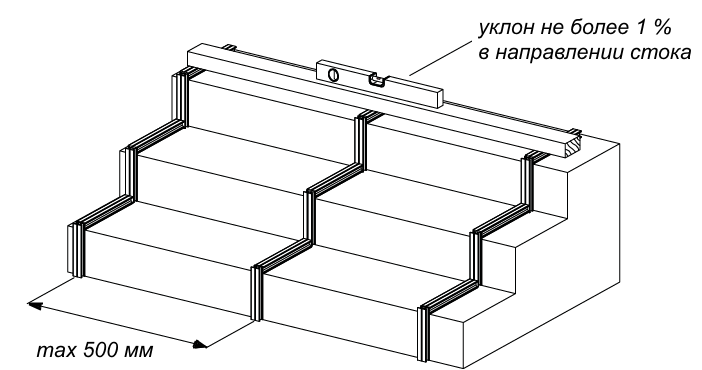 уклон не более 1 %
в направлении стока
max 500 мм